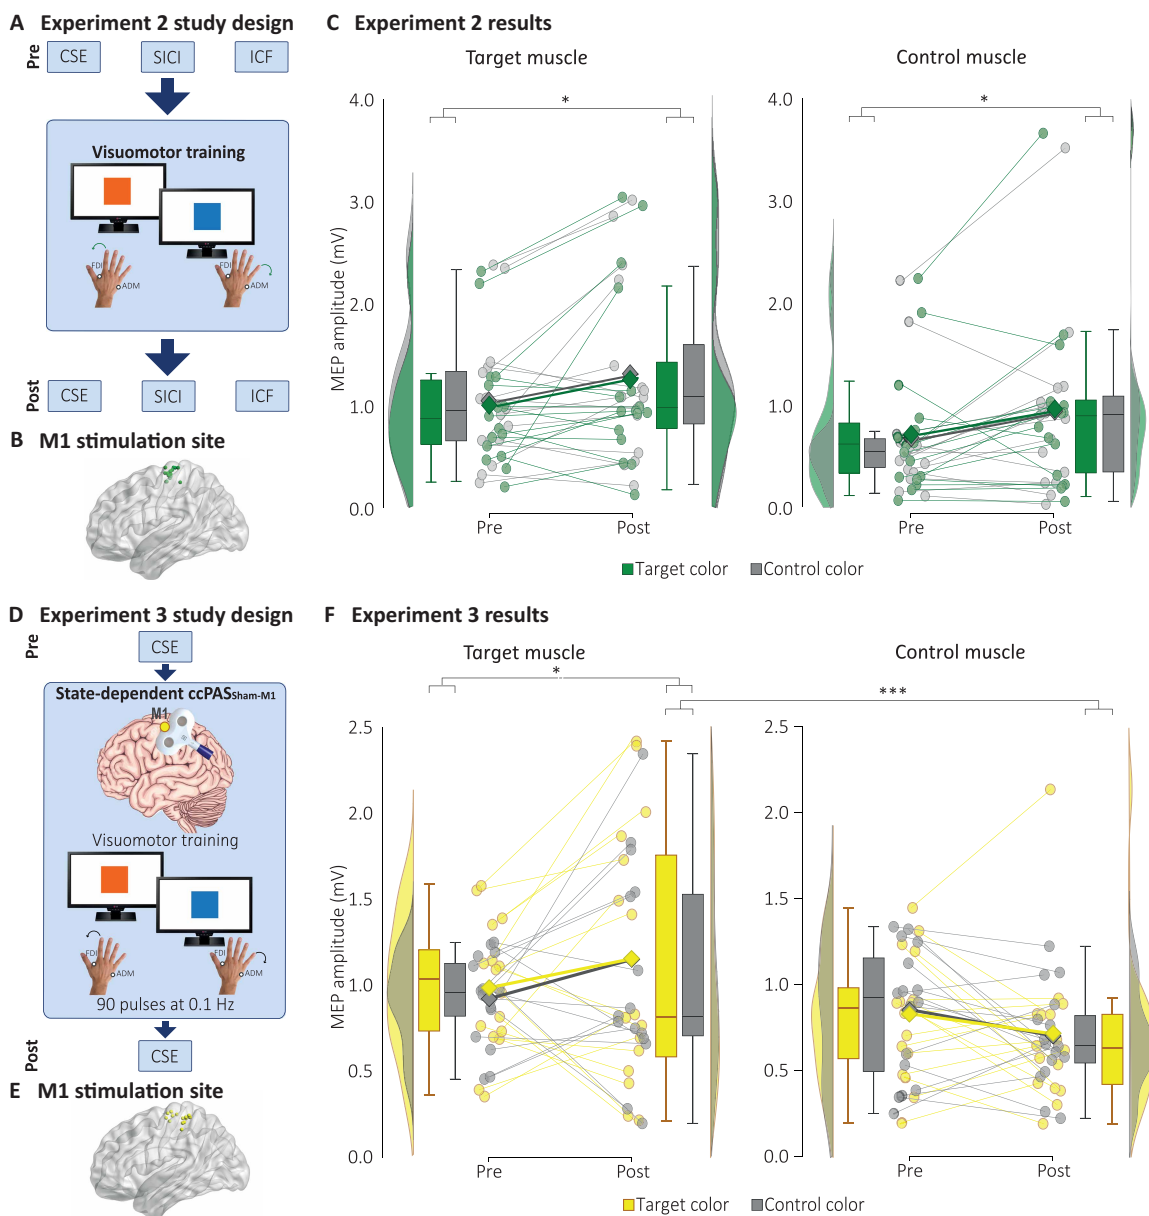 A Experiment 2 study design
Pre
CSE SICI ICF
Visuomotor training
FDI ADM
FDI ADM
Post
CSE SICI ICF
B M1 stimulation site
C Experiment 2 results
Target muscle
Control muscle
*
*
MEP amplitude (mV)
4.0
3.0
2.0
1.0
0.0
Pre Post
4.0
3.0
2.0
1.0
0.0
Pre Post
Target color Control color
D Experiment 3 study design
Pre
CSE
State-dependent ccPASSham-M1
M1
Visuomotor training
FDI ADM
FDI ADM
90 pulses at 0.1 Hz
Post
CSE
E M1 stimulation site
F Experiment 3 results
Target muscle
Control muscle
*
***
MEP amplitude (mV)
2.5
2.0
1.5
1.0
0.5
0.0
Pre Post
2.5
2.0
1.5
1.0
0.5
0.0
Pre Post
Target color Control color